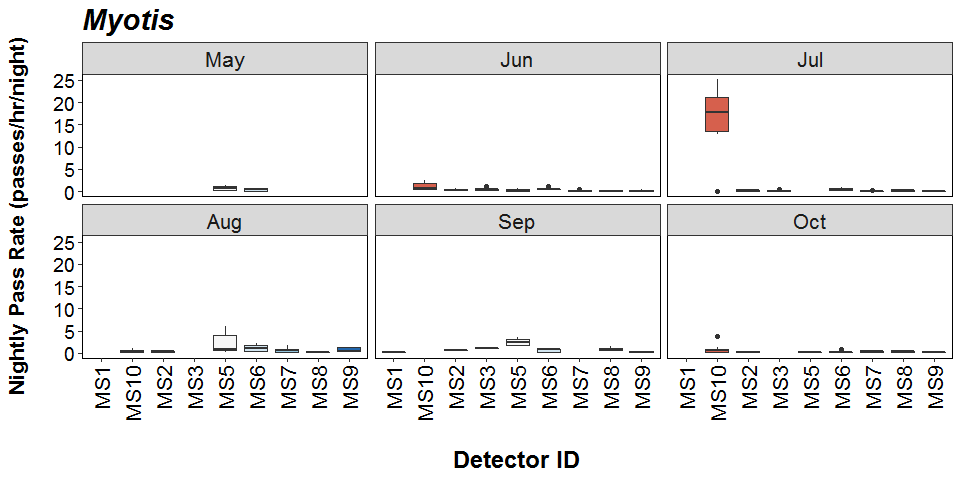 Myotis
May Jun Jul
25
20
15
10
5
0
Aug Sep Oct
25
20
15
10
5
0
Nightly Pass Rate (passes/hr/night)
MS1 MS10 MS2 MS3 MS5 MS6 MS7 MS8 MS9 MS1 MS10 MS2 MS3 MS5 MS6 MS7 MS8 MS9 MS1 MS10 MS2 MS3 MS5 MS6 MS7 MS8 MS9
Detector ID